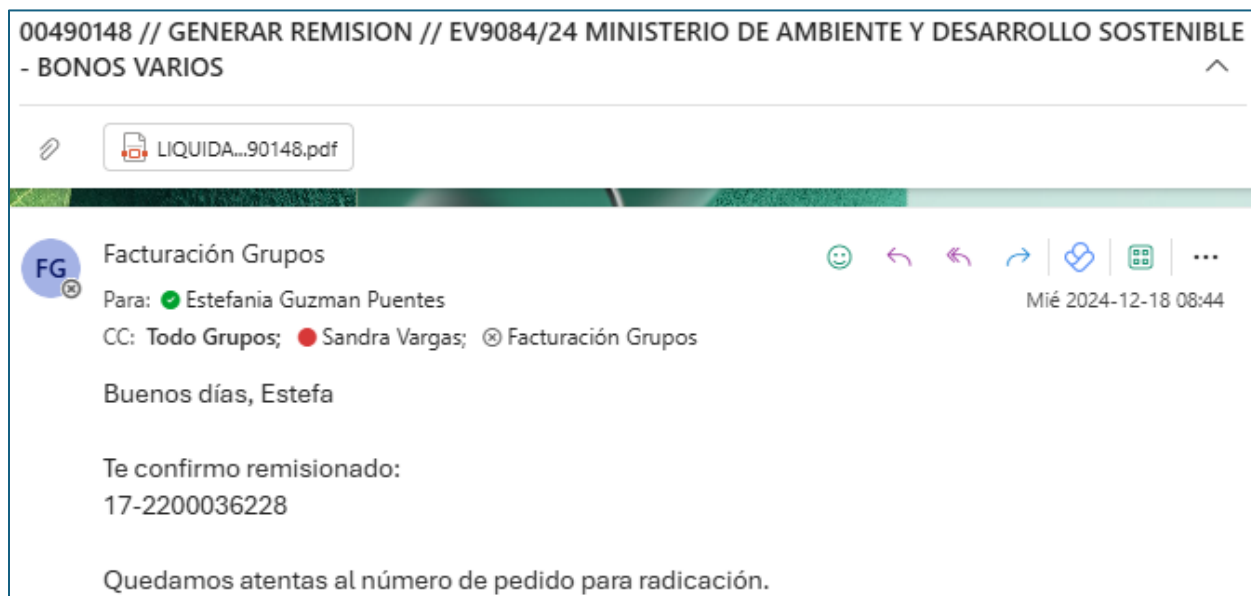 00490148 // GENERAR REMISION // EV9084/24 MINISTERIO DE AMBIENTE Y DESARROLLO SOSTENIBLE
- BONOS VARIOS
LIQUIDA...90148.pdf
FG
Facturación Grupos
Para: Estefania Guzman Puentes
Mié 2024-12-18 08:44
CC: Todo Grupos; Sandra Vargas; Facturación Grupos
Buenos días, Estefa
Te confirmo remisionado:
17-2200036228
Quedamos atentas al número de pedido para radicación.